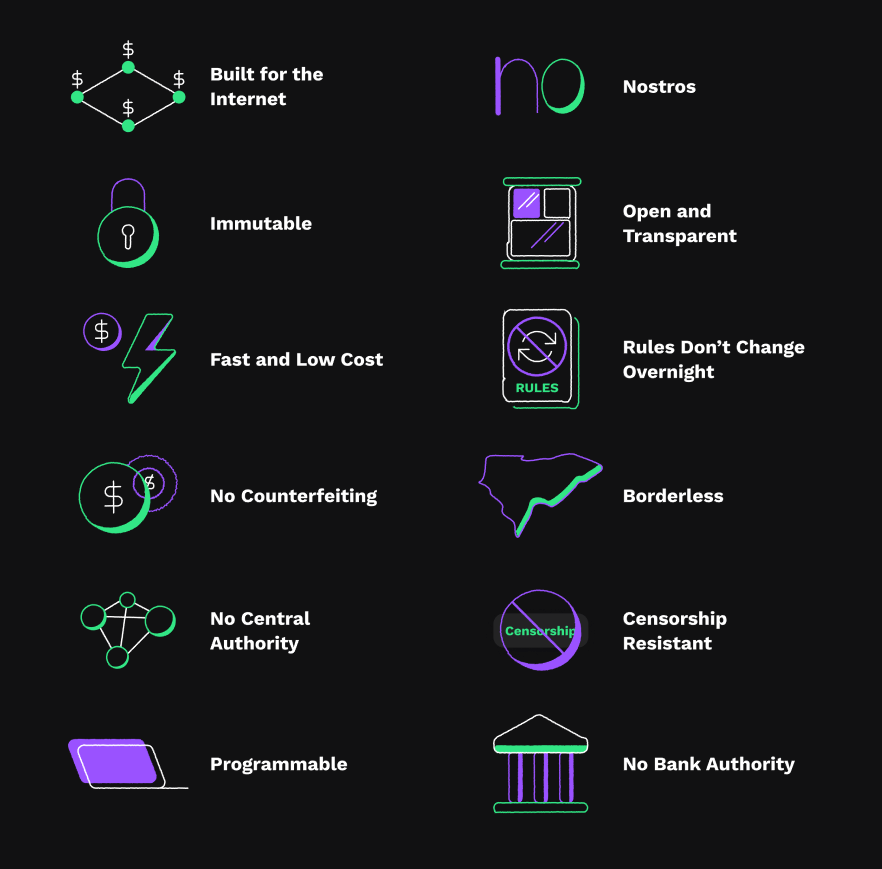 $
$
$
$
Built for the
Internet
no
Nostros
Immutable
Open and
Transparent
$
Fast and Low Cost
RULES
Rules Don’t Change
Overnight
$
$
No Counterfeiting
Borderless
No Central
Authority
Censorship
Censorship
Resistant
Programmable
No Bank Authority